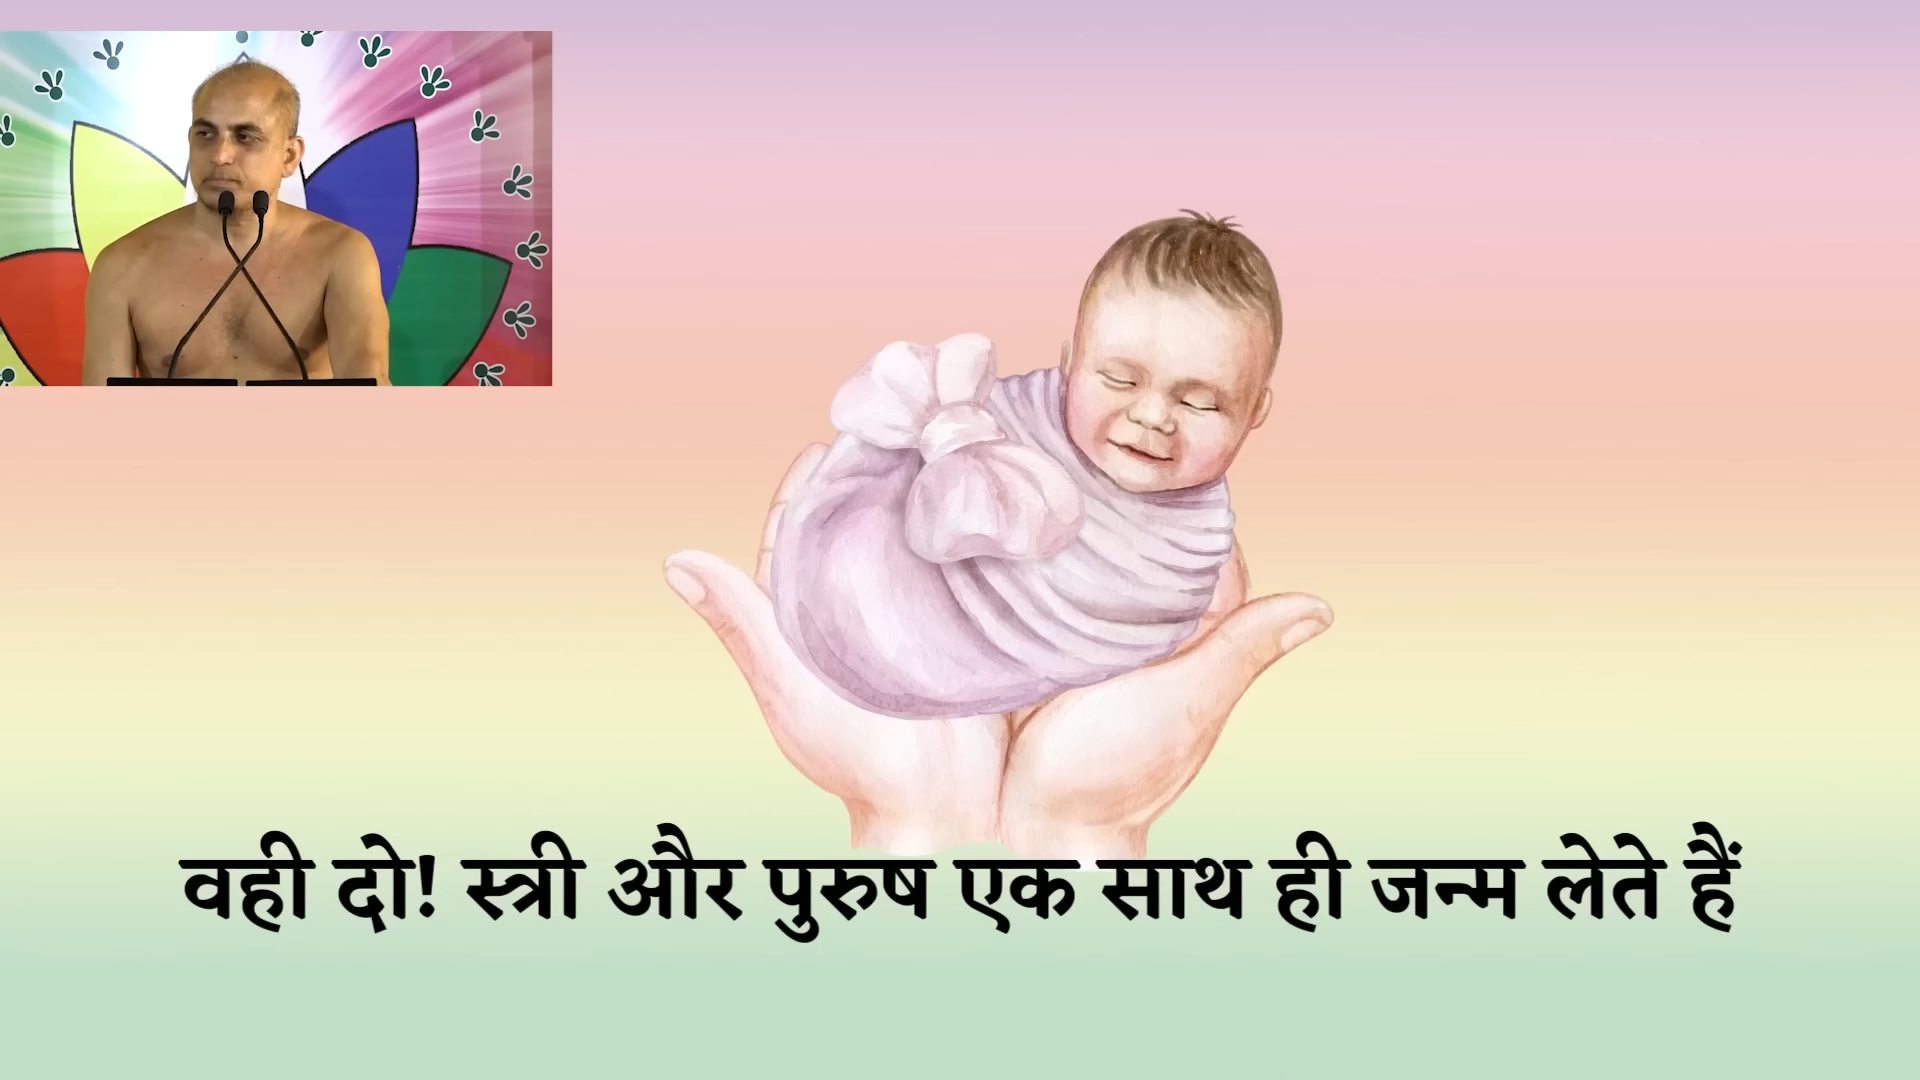 वही दो! स्त्री और पुरुष एक साथ ही जन्म लेते हैं